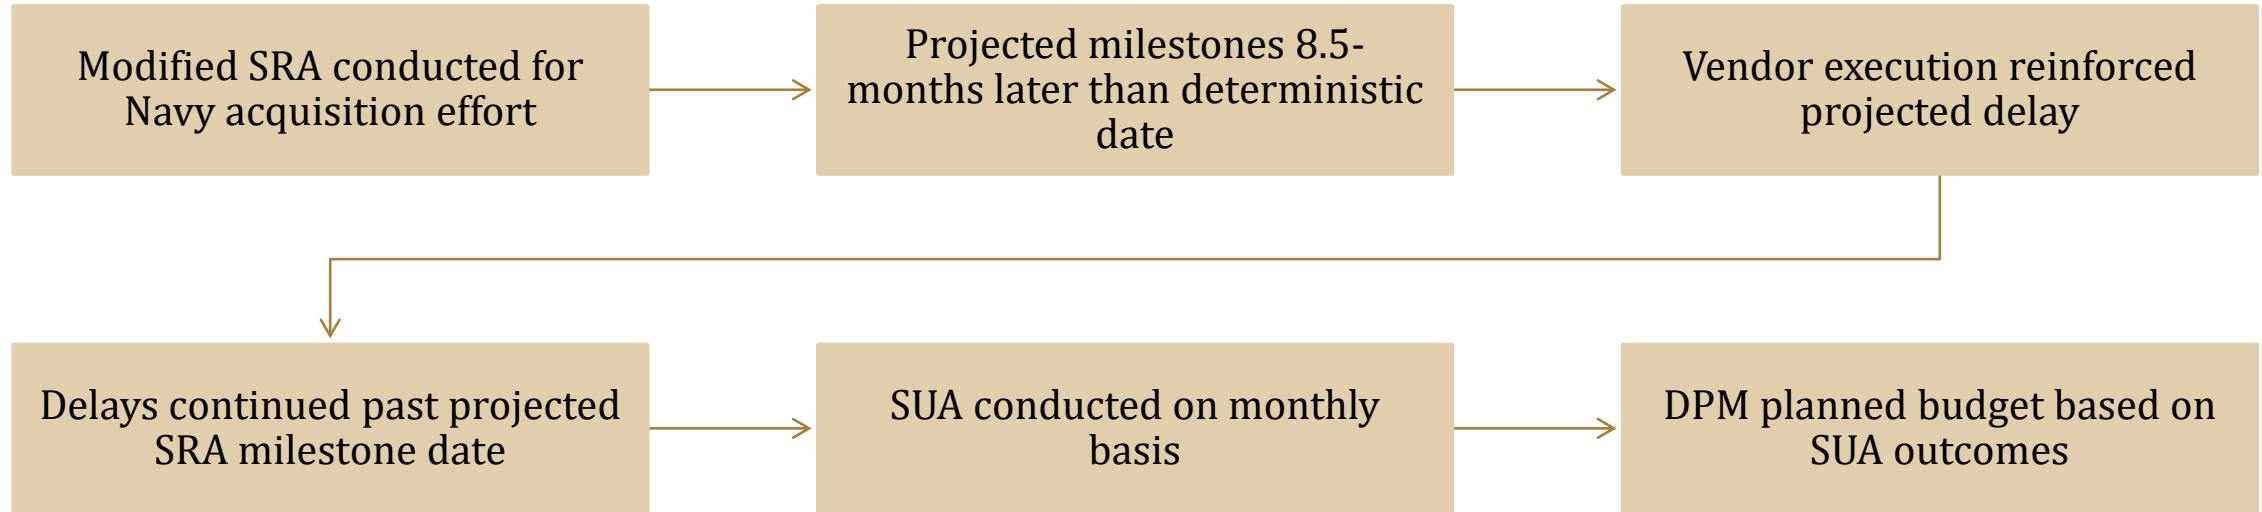 Modified SRA conducted for
Navy acquisition effort
Projected milestones 8.5-
months later than deterministic
date
Vendor execution reinforced
projected delay
Delays continued past projected
SRA milestone date
SUA conducted on monthly
basis
DPM planned budget based on
SUA outcomes